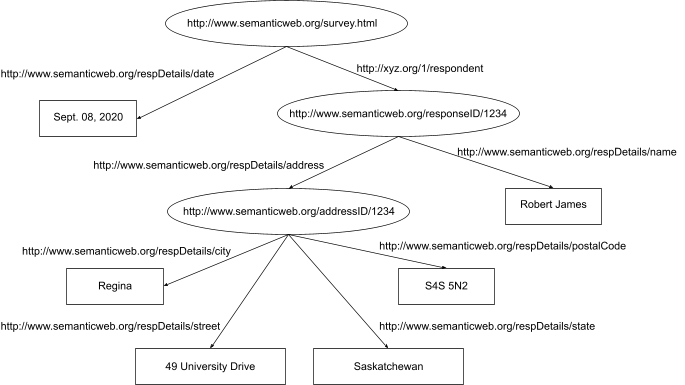 http://www.semanticweb.org/survey.html
http://www.semanticweb.org/respDetails/date
http://xyz.org/1/respondent
Sept. 08, 2020
http://www.semanticweb.org/responseID/1234
http://www.semanticweb.org/respDetails/address
http://www.semanticweb.org/respDetails/name
http://www.semanticweb.org/addressID/1234
Robert James
http://www.semanticweb.org/respDetails/city
http://www.semanticweb.org/respDetails/postalCode
Regina
S4S 5N2
http://www.semanticweb.org/respDetails/street
http://www.semanticweb.org/respDetails/state
49 University Drive
Saskatchewan